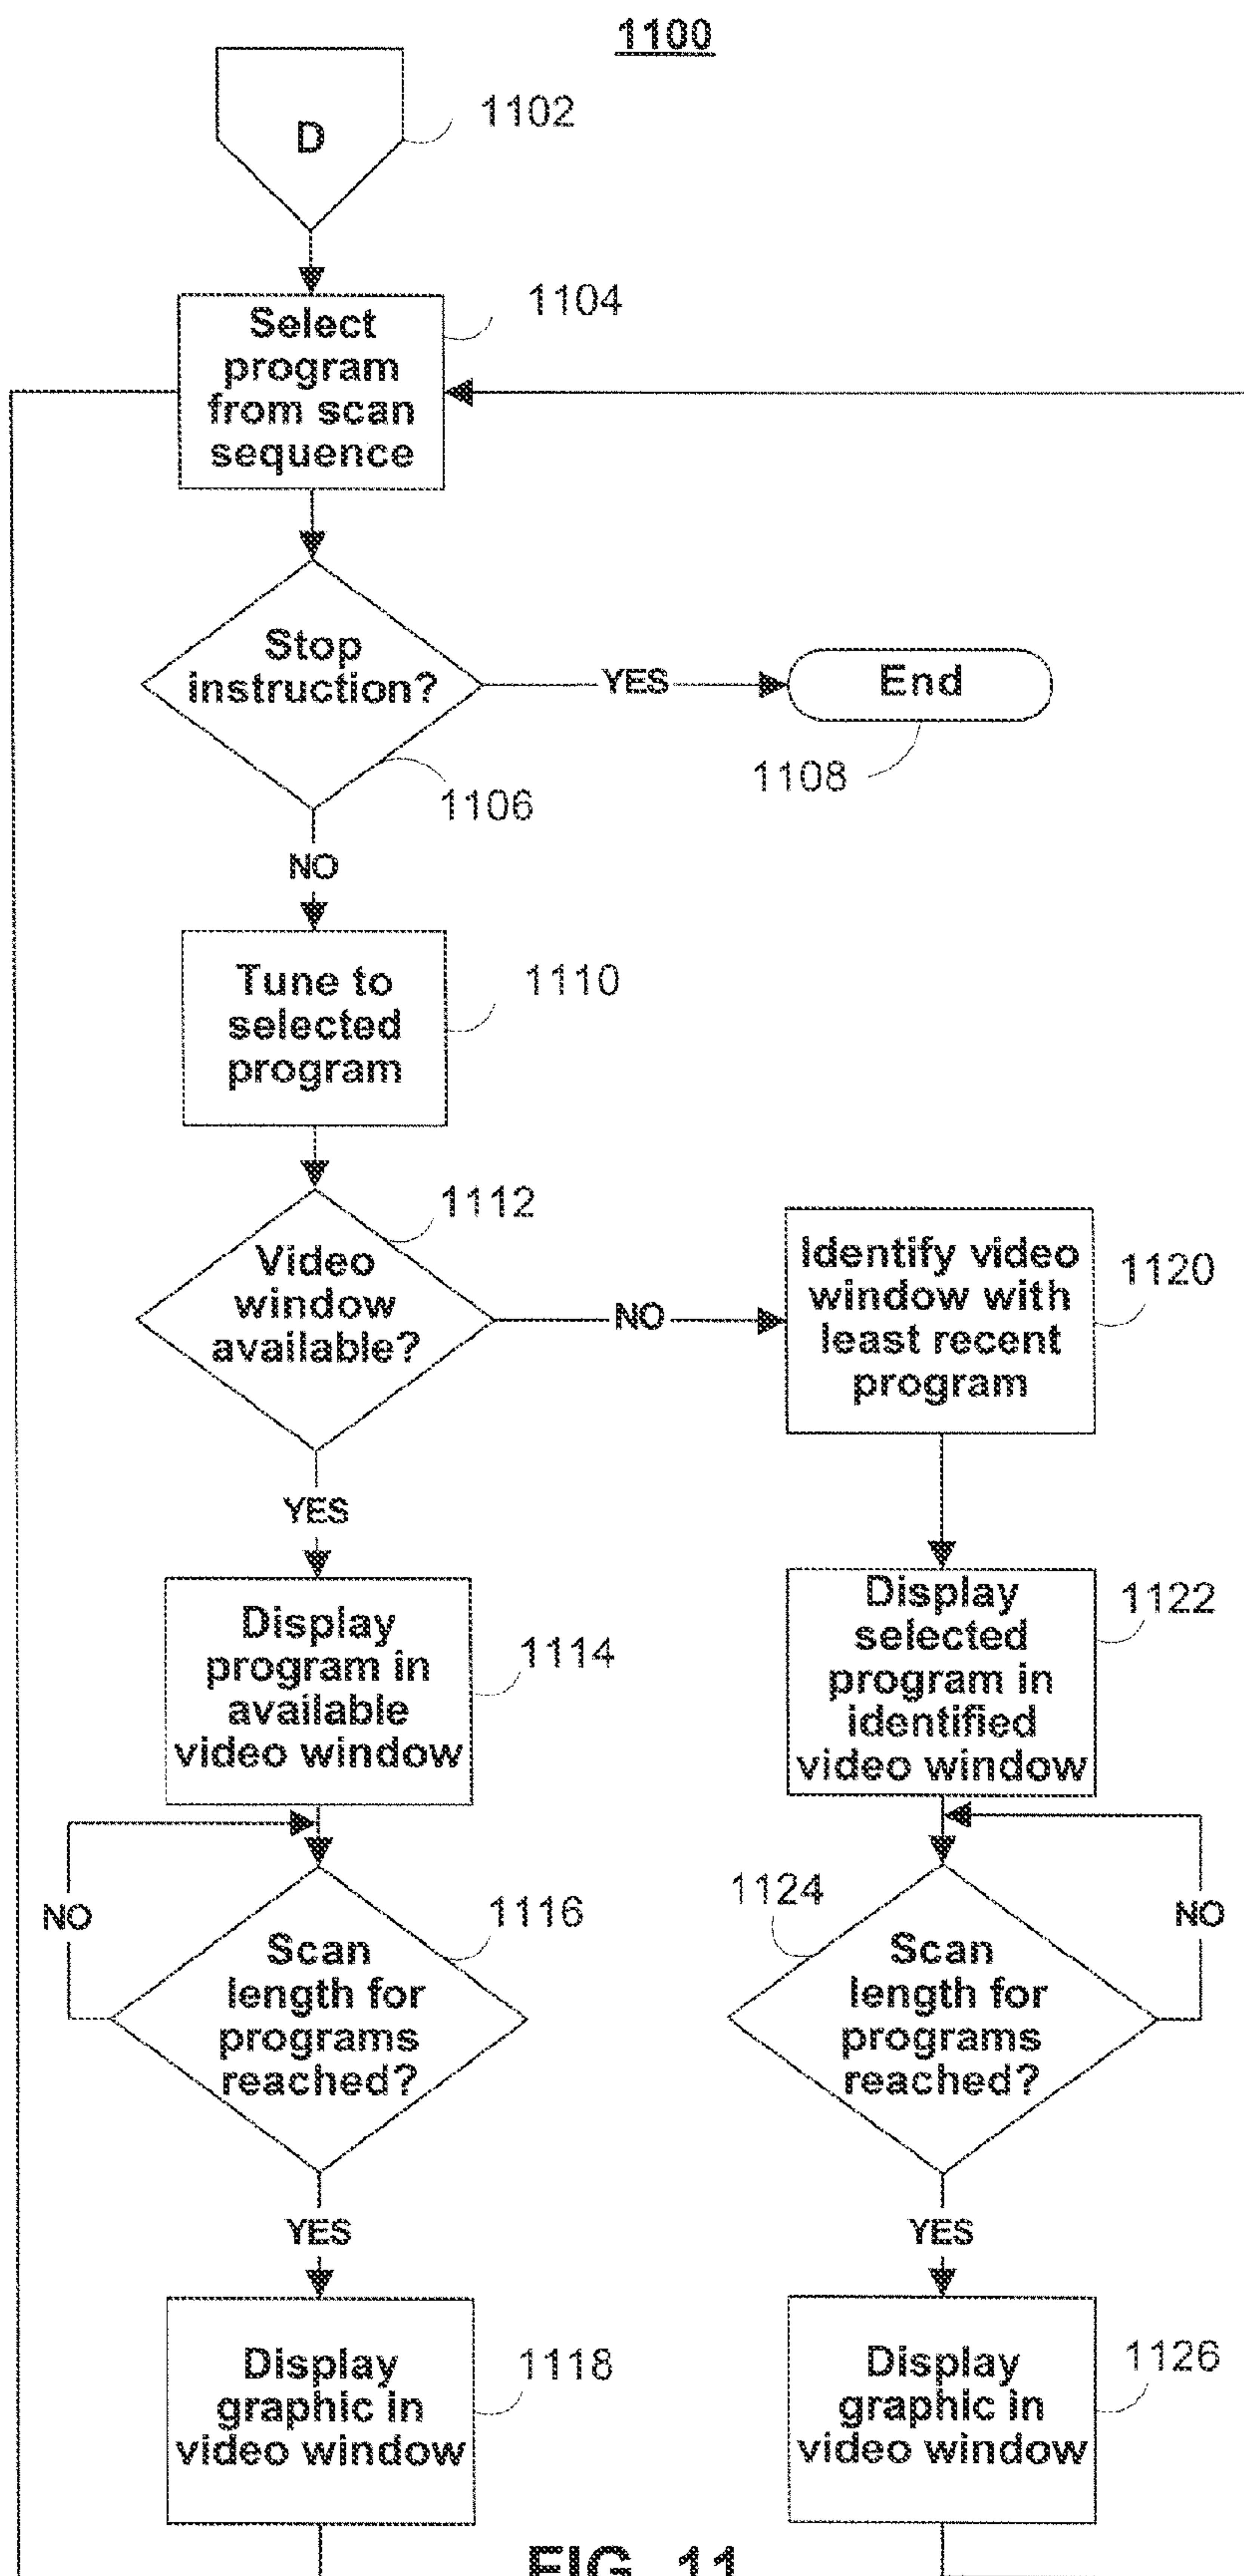 1100
D
1102
1104
Select
program
from scan
sequence
Stop
instruction?
YES
End
1108
1106
NO
Tune to
selected
program
1110
1112
Video
window
available?
NO
Identify video
window with
least recent
program
1120
YES
Display
program in
available
video window
1114
Display
selected
program in
identified
video window
1122
NO
Scan
length for
programs
reached?
1116
1124
Scan
length for
programs
reached?
NO
YES
YES
Display
graphic in
video window
1118
Display
graphic in
video window
1126
FIG. 11